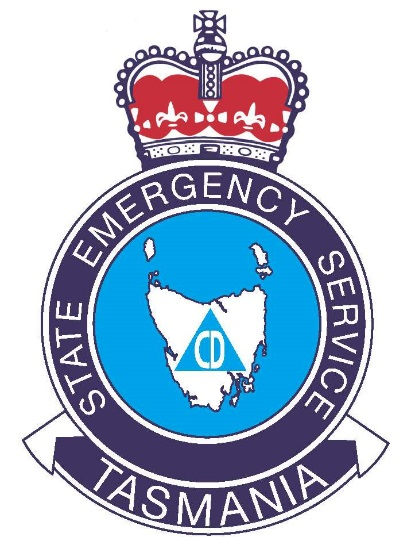 STATE EMERGENCY SERVICE
CD
TASMANIA